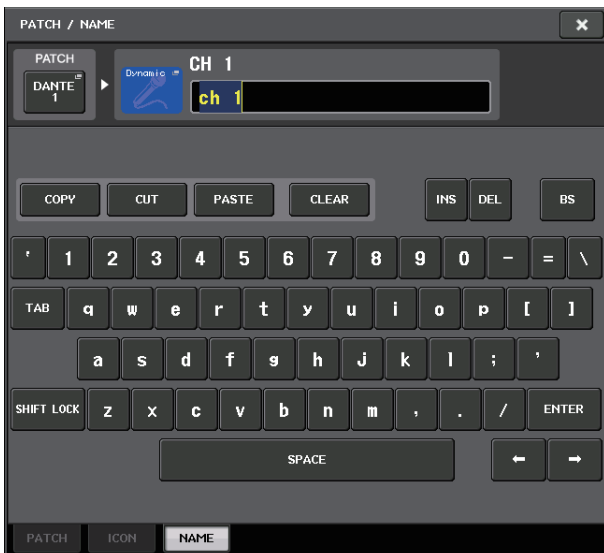 PATCH / NAME
PATCH
DANTE 1
Dynamic
CH 1
ch 1
COPY CUT PASTE CLEAR INS DEL BS
' 1 2 3 4 5 6 7 8 9 0 - = \
TAB q w e r t y u i o p [ ]
a s d f g h j k l ; '
SHIFT LOCK z x c v b n m , . / ENTER
SPACE ← →
PATCH ICON NAME